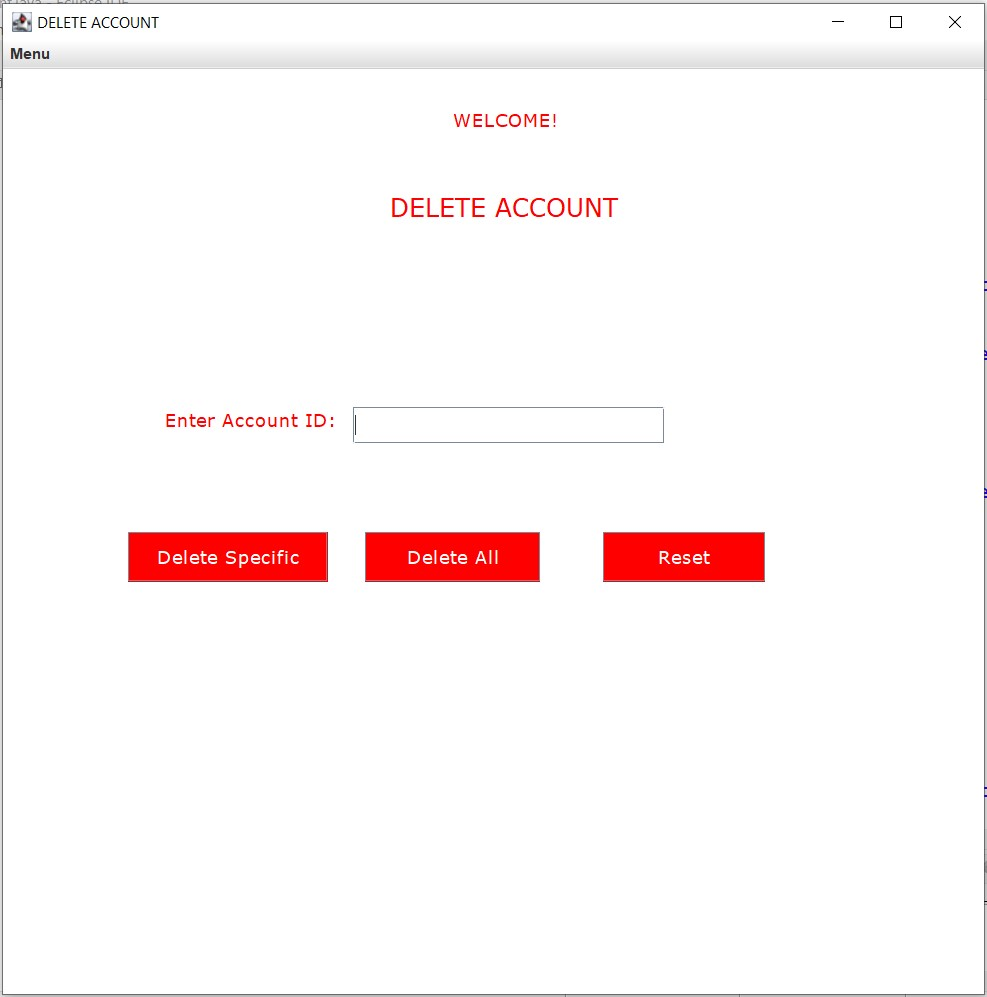 DELETE ACCOUNT
Menu
WELCOME!
DELETE ACCOUNT
Enter Account ID:
Delete Specific
Delete All
Reset